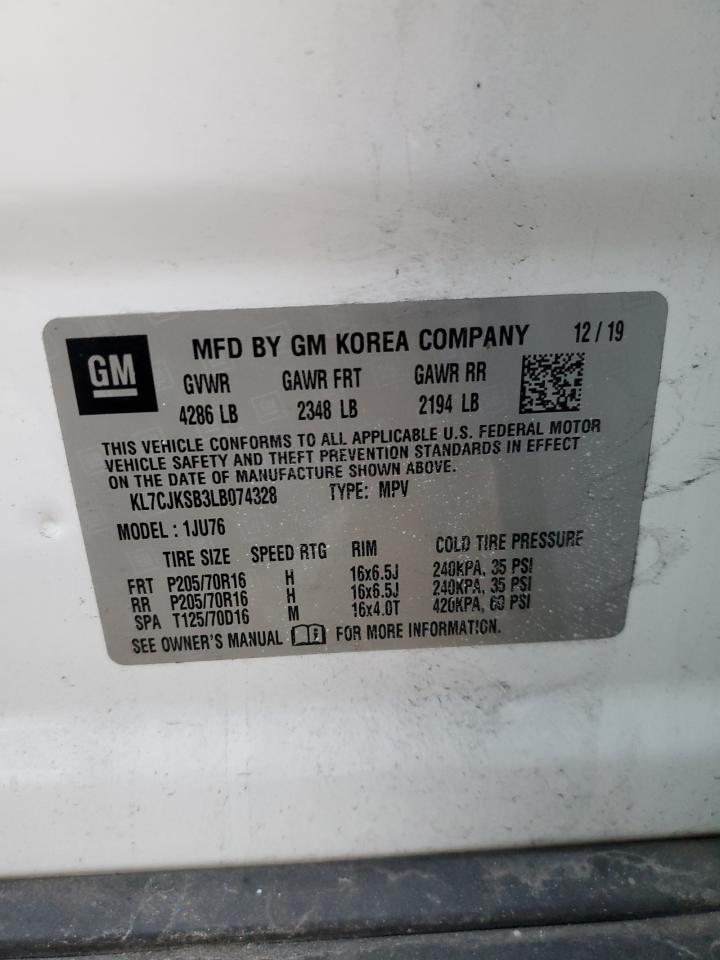 GM
MFD BY GM KOREA COMPANY 12/19
GVWR GAWR FRT GAWR RR
4286 LB 2348 LB 2194 LB
THIS VEHICLE CONFORMS TO ALL APPLICABLE U.S. FEDERAL MOTOR
VEHICLE SAFETY AND THEFT PREVENTION STANDARDS IN EFFECT
ON THE DATE OF MANUFACTURE SHOWN ABOVE.
KL7CJKSB3LB074328 TYPE: MPV
MODEL : 1JU76
TIRE SIZE SPEED RTG RIM COLD TIRE PRESSURE
FRT P205/70R16 H 16x6.5J 240KPA, 35 PSI
RR P205/70R16 H 16x6.5J 240KPA, 35 PSI
SPA T125/70D16 M 16x4.0T 420KPA, 60 PSI
SEE OWNER'S MANUAL FOR MORE INFORMATION.